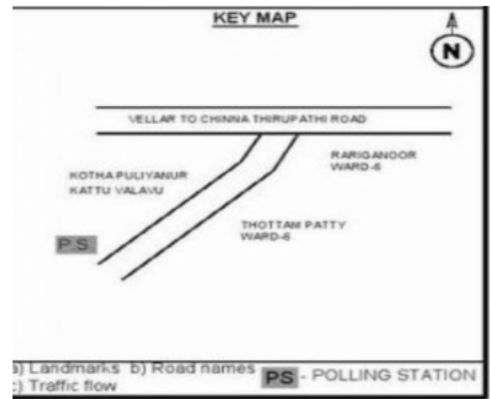 KEY MAP
N
VELLAR TO CHINNA THIRUPATHI ROAD
RARIGANOOR
WARD-6
KOTHA PULIYANUR
KATTU VALAVU
THOTTAM PATTY
WARD-6
PS
a) Landmarks b) Road names
c) Traffic flow
PS - POLLING STATION